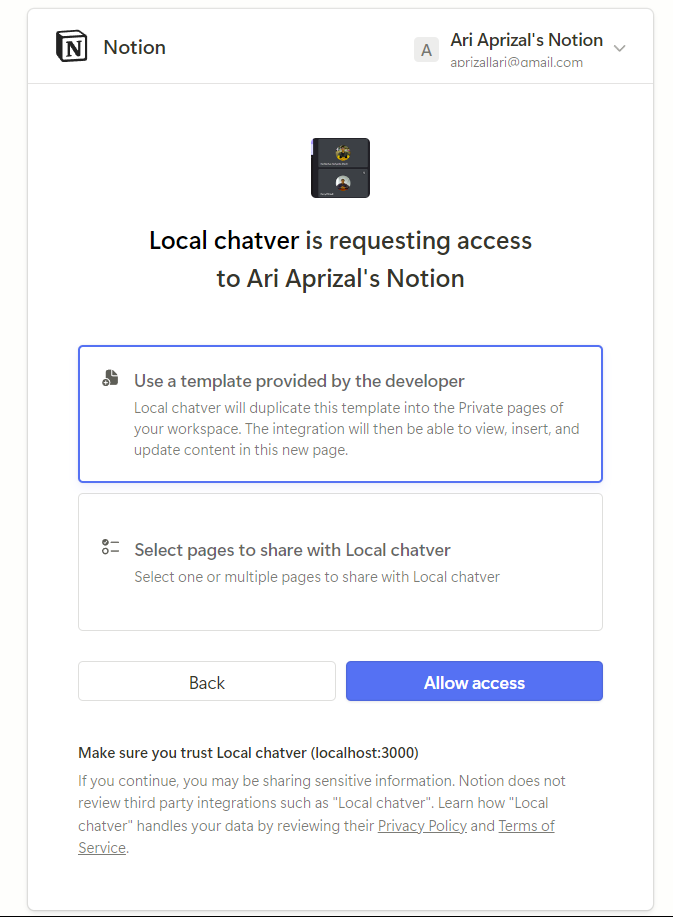 Notion
A
Ari Aprizal's Notion
aprizallari@gmail.com
Local chatver is requesting access
to Ari Aprizal's Notion
Use a template provided by the developer
Local chatver will duplicate this template into the Private pages of
your workspace. The integration will then be able to view, insert, and
update content in this new page.
Select pages to share with Local chatver
Select one or multiple pages to share with Local chatver
Back
Allow access
Make sure you trust Local chatver (localhost:3000)
If you continue, you may be sharing sensitive information. Notion does not
review third party integrations such as "Local chatver". Learn how "Local
chatver" handles your data by reviewing their Privacy Policy and Terms of
Service.